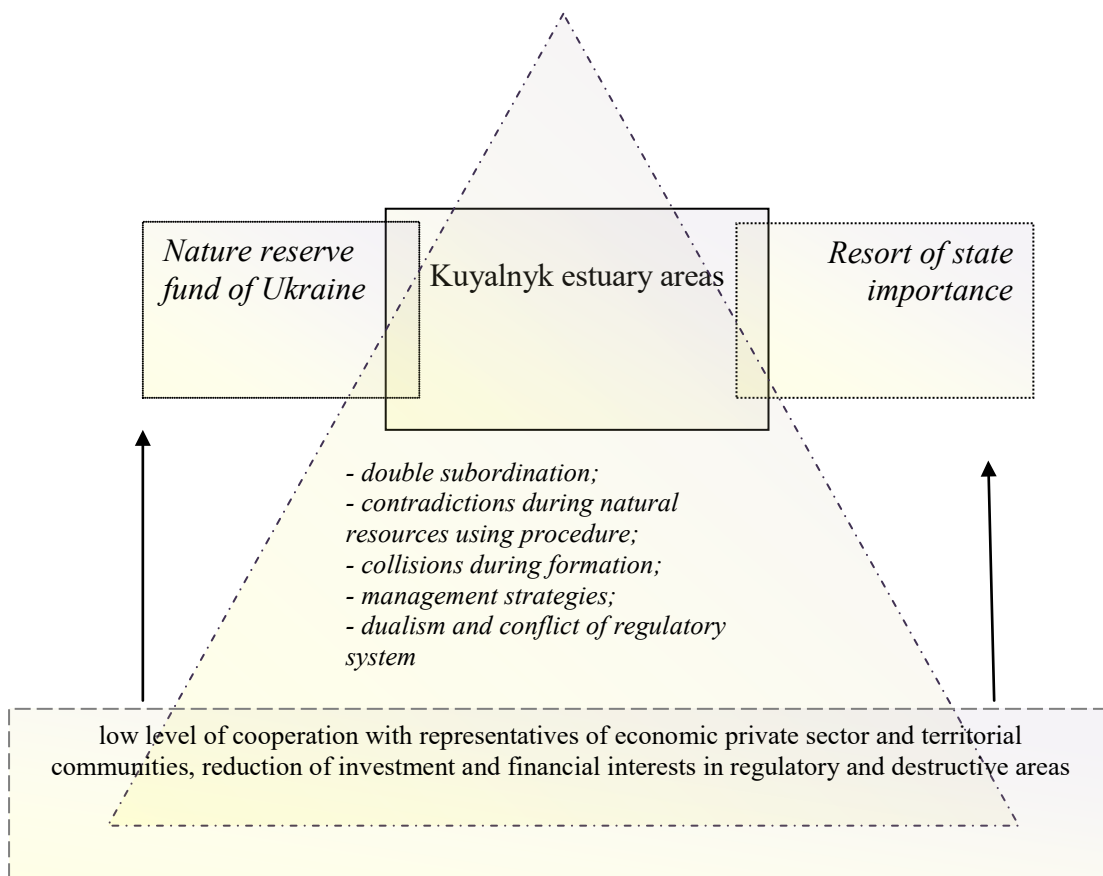 Nature reserve
fund of Ukraine
Kuyalnyk estuary areas
Resort of state
importance
- double subordination;
- contradictions during natural
resources using procedure;
- collisions during formation;
- management strategies;
- dualism and conflict of regulatory
system
low level of cooperation with representatives of economic private sector and territorial
communities, reduction of investment and financial interests in regulatory and destructive areas